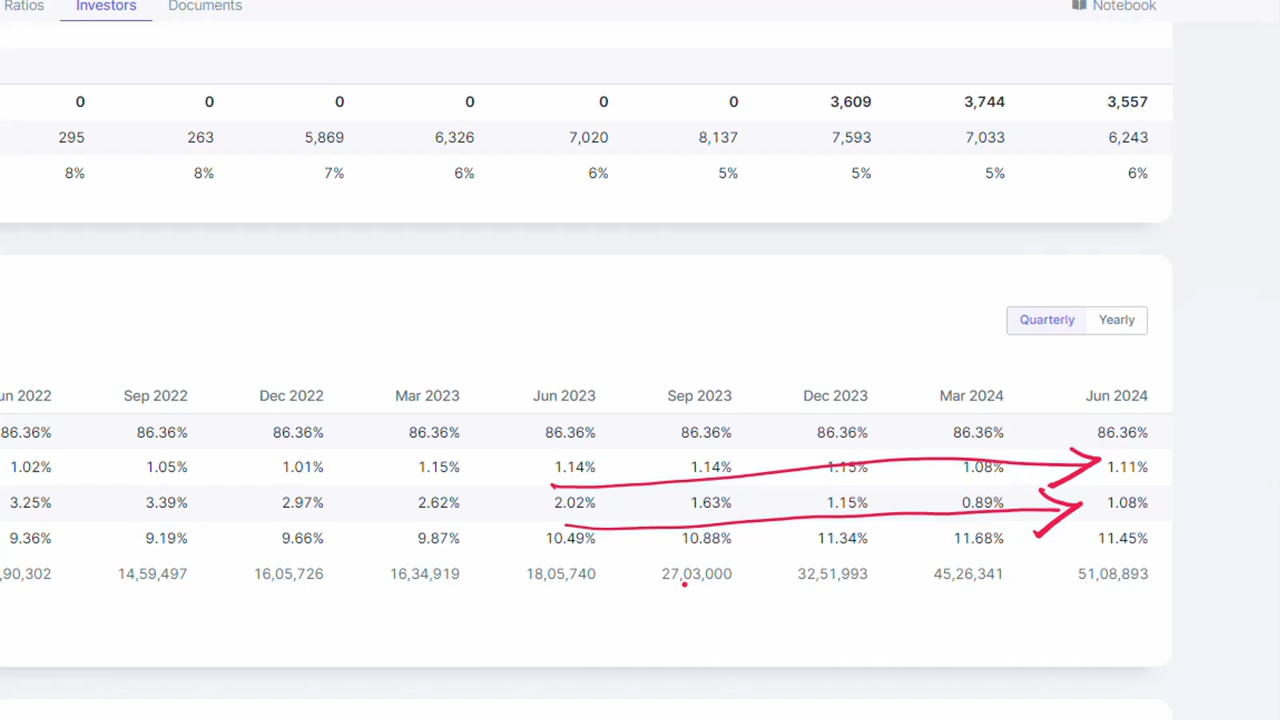 Ratios Investors Documents Notebook
0 0 0 0 0 0 3,609 3,744 3,557
295 263 5,869 6,326 7,020 8,137 7,593 7,033 6,243
8% 8% 7% 6% 6% 5% 5% 5% 6%
Quarterly Yearly
un 2022 Sep 2022 Dec 2022 Mar 2023 Jun 2023 Sep 2023 Dec 2023 Mar 2024 Jun 2024
86.36% 86.36% 86.36% 86.36% 86.36% 86.36% 86.36% 86.36% 86.36%
1.02% 1.05% 1.01% 1.15% 1.14% 1.14% 1.15% 1.08% 1.11%
3.25% 3.39% 2.97% 2.62% 2.02% 1.63% 1.15% 0.89% 1.08%
9.36% 9.19% 9.66% 9.87% 10.49% 10.88% 11.34% 11.68% 11.45%
,90,302 14,59,497 16,05,726 16,34,919 18,05,740 27,03,000 32,51,993 45,26,341 51,08,893